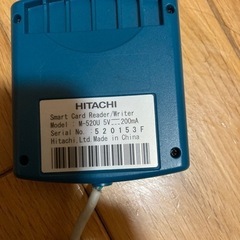 HITACHI
Smart Card Reader/Writer
Model : M-520U 5V⎓200mA
Serial No. 520153F
Hitachi Ltd Made in China